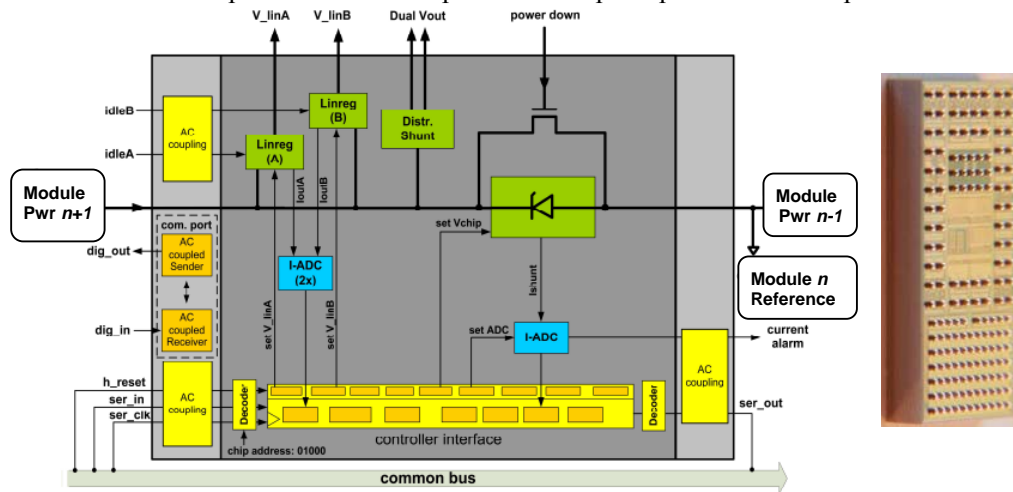 V_linA
V_linB
Dual Vout
power down
idleB
idleA
AC
coupling
Linreg
(A)
Linreg
(B)
Distr.
Shunt
IoutA
IoutB
Module
Pwr n+1
Module
Pwr n-1
Module n
Reference
com. port
dig_out
AC
coupled
Sender
dig_in
AC
coupled
Receiver
I-ADC
(2x)
set V_linA
set V_linB
set Vchip
Ishunt
set ADC
I-ADC
current
alarm
AC
coupling
h_reset
ser_in
ser_clk
AC
coupling
Decoder
Decoder
ser_out
controller interface
chip address: 01000
common bus